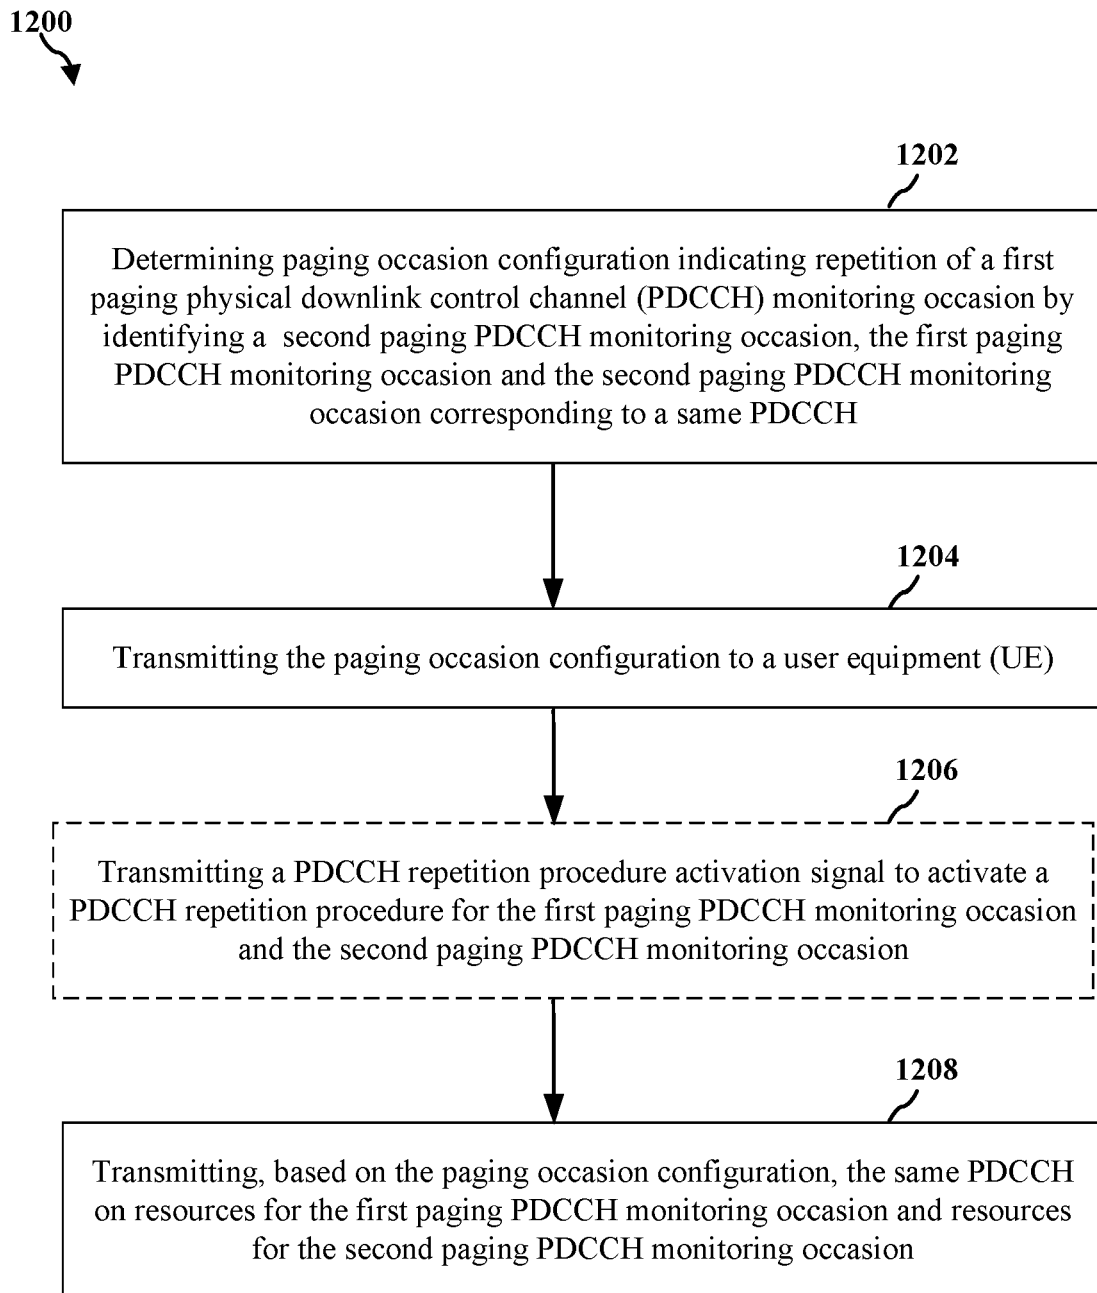 1200
1202
Determining paging occasion configuration indicating repetition of a first
paging physical downlink control channel (PDCCH) monitoring occasion by
identifying a second paging PDCCH monitoring occasion, the first paging
PDCCH monitoring occasion and the second paging PDCCH monitoring
occasion corresponding to a same PDCCH
1204
Transmitting the paging occasion configuration to a user equipment (UE)
1206
Transmitting a PDCCH repetition procedure activation signal to activate a
PDCCH repetition procedure for the first paging PDCCH monitoring occasion
and the second paging PDCCH monitoring occasion
1208
Transmitting, based on the paging occasion configuration, the same PDCCH
on resources for the first paging PDCCH monitoring occasion and resources
for the second paging PDCCH monitoring occasion